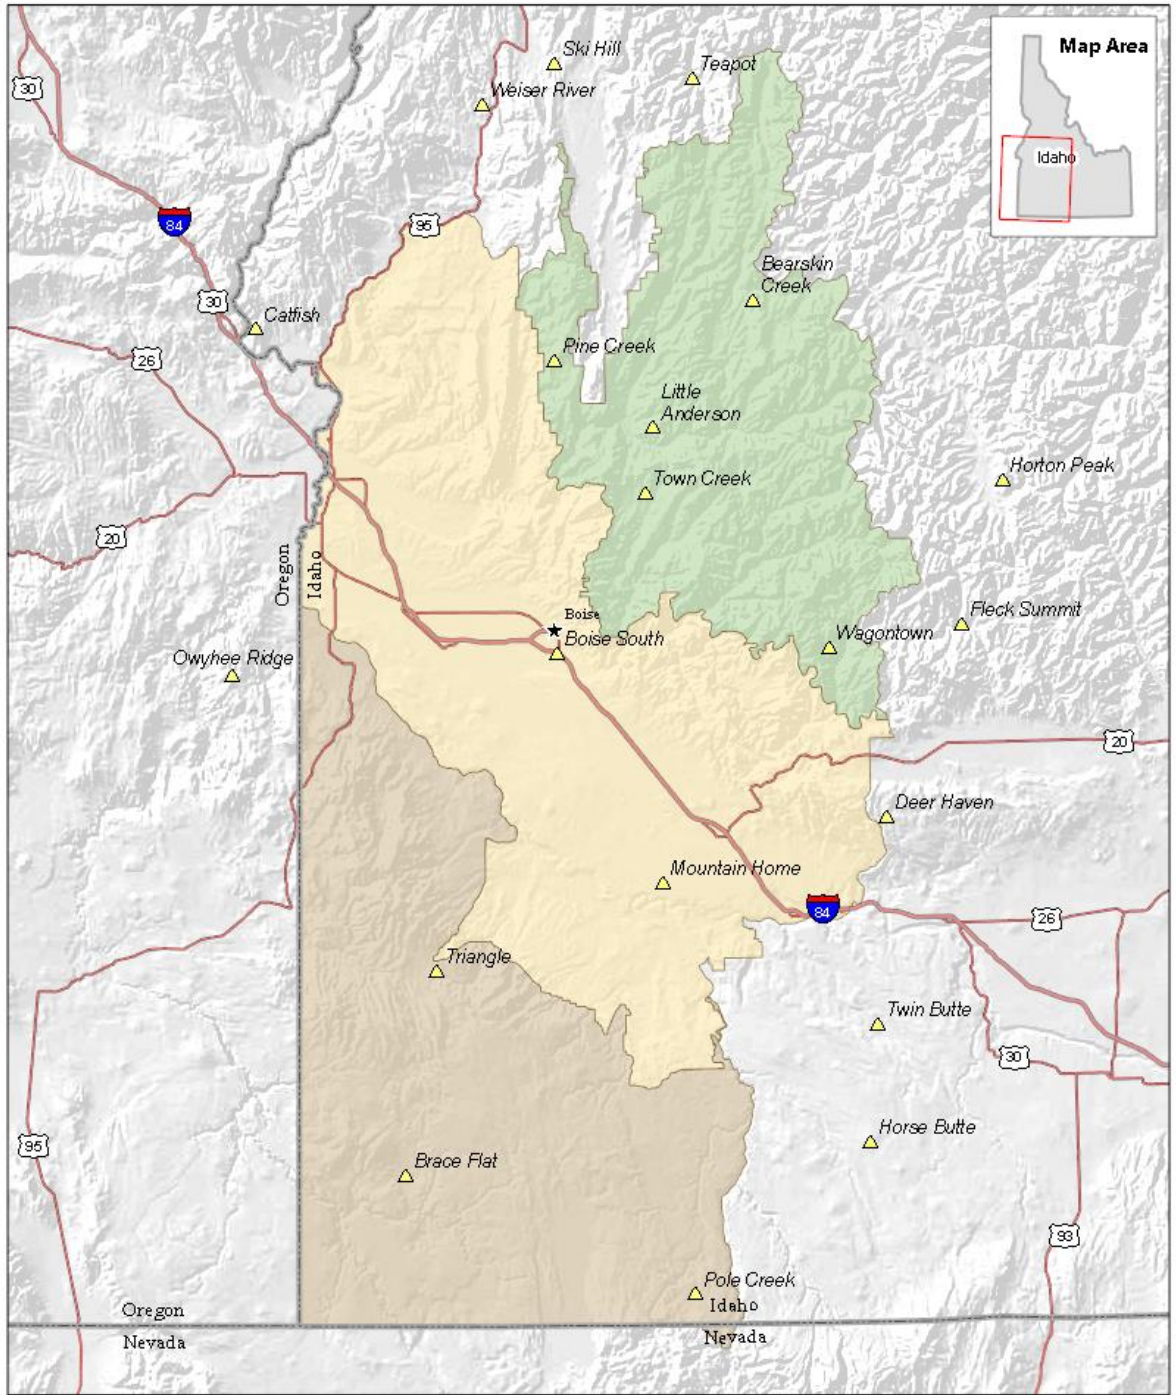 Ski Hill
Teapot
Map Area
30
Weiser River
Idaho
84
95
Bearskin
Creek
30
Catfish
Pine Creek
26
Little
Anderson
Horton Peak
Town Creek
20
Oregon
Idaho
Boise
Fleck Summit
Boise South
Wagontown
Owyhee Ridge
20
Deer Haven
Mountain Home
84
26
Triangle
Twin Butte
30
Horse Butte
95
Brace Flat
93
Pole Creek
Oregon
Idaho
Nevada
Nevada